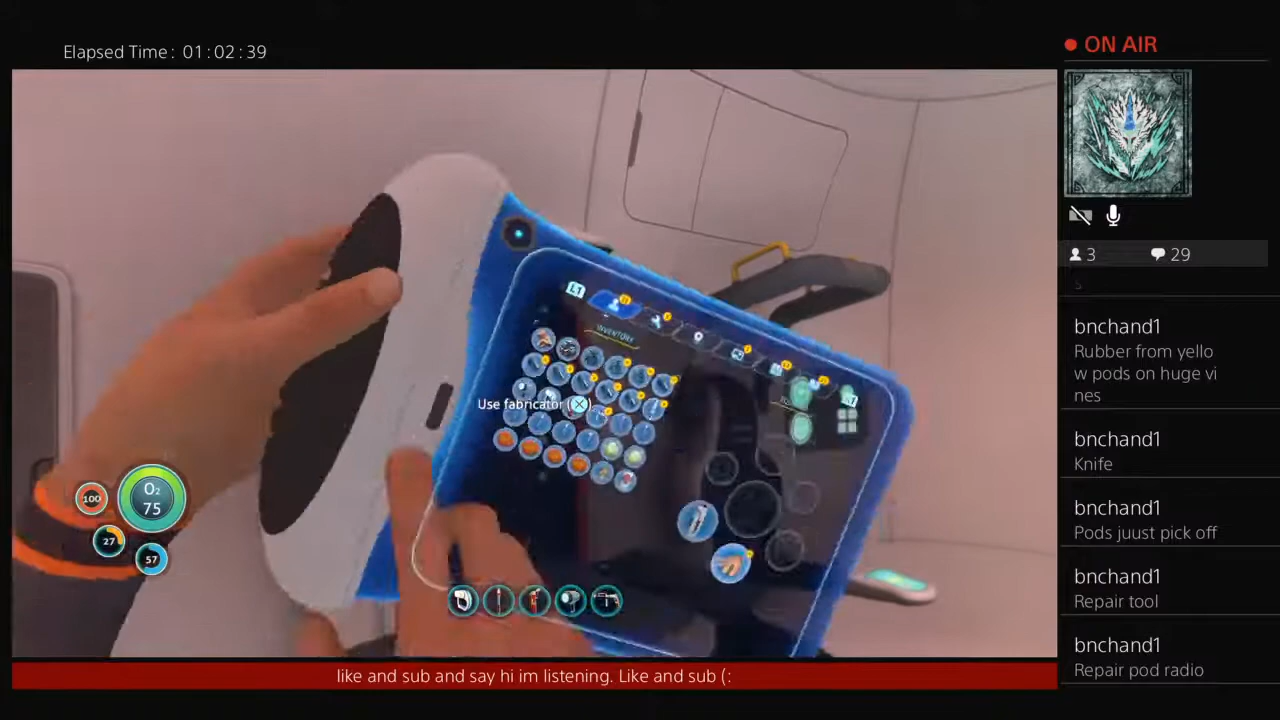 Elapsed Time: 01:02:39
ON AIR
3
29
s
L1
INVENTORY
Use fabricator (X)
O2
75
100
27
57
bnchand1
Rubber from yello
w pods on huge vi
nes
bnchand1
Knife
bnchand1
Pods juust pick off
bnchand1
Repair tool
bnchand1
Repair pod radio
like and sub and say hi im listening. Like and sub (: